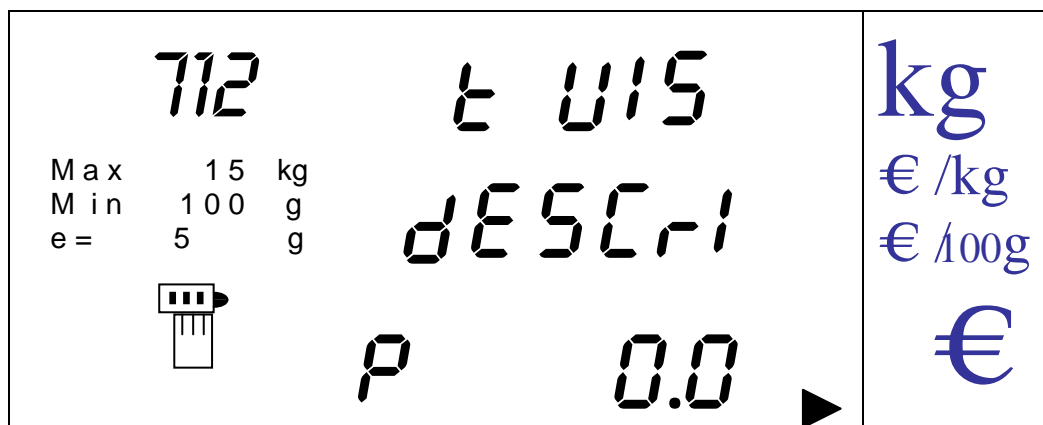 712 t UIS
Max 15 kg
Min 100 g
e= 5 g
dESCrI
P 0.0
kg
€ /kg
€ /100g
€